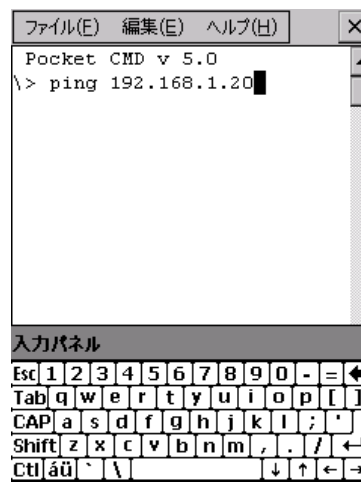 ファイル(F) 編集(E) ヘルプ(H) ×
Pocket CMD v 5.0
\> ping 192.168.1.20
入力パネル
Esc 1 2 3 4 5 6 7 8 9 0 - = 
Tab q w e r t y u i o p [ ]
CAP a s d f g h j k l ; '
Shift z x c v b n m , . / ←
Ctl áü ` \ ↓ ↑ ← →